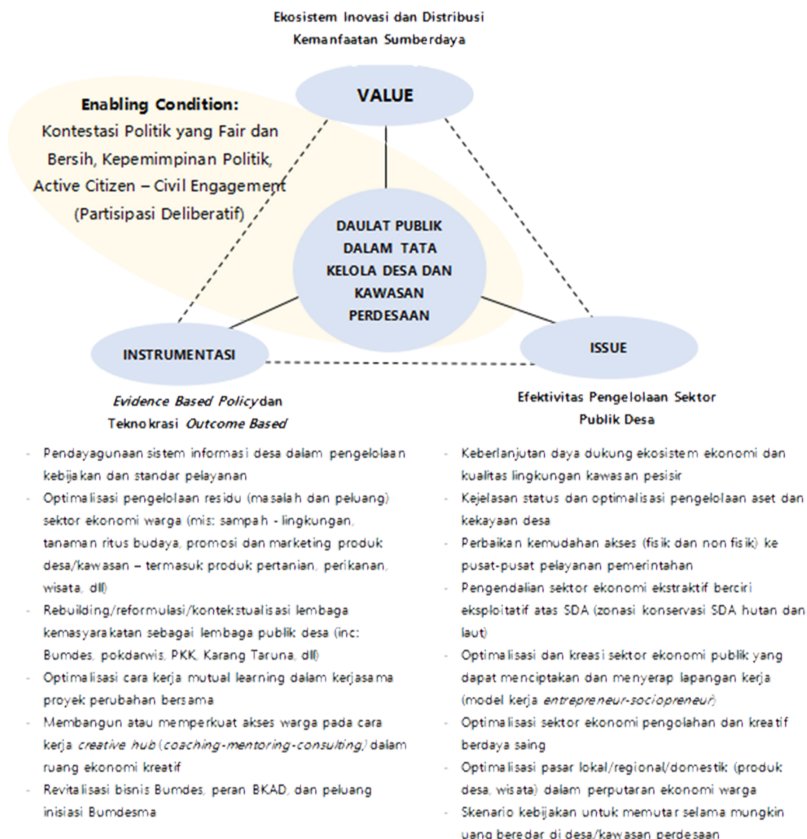 Ekosistem Inovasi dan Distribusi
Kemanfaatan Sumberdaya
VALUE
Enabling Condition:
Kontestasi Politik yang Fair dan
Bersih, Kepemimpinan Politik,
Active Citizen – Civil Engagement
(Partisipasi Deliberatif)
DAULAT PUBLIK
DALAM TATA
KELOLA DESA DAN
KAWASAN
PERDESAAN
INSTRUMENTASI
Evidence Based Policydan
Teknokrasi Outcome Based
- Pendayagunaan sistem informasi desa dalam pengelolaan
kebijakan dan standar pelayanan
- Optimalisasi pengelolaan residu (masalah dan peluang)
sektor ekonomi warga (mis: sampah - lingkungan,
tanaman ritus budaya, promosi dan marketing produk
desa/kawasan – termasuk produk pertanian, perikanan,
wisata, dll)
- Rebuilding/reformulasi/kontekstualisasi lembaga
kemasyarakatan sebagai lembaga publik desa (inc:
Bumdes, pokdarwis, PKK, Karang Taruna, dll)
- Optimalisasi cara kerja mutual learning dalam kerjasama
proyek perubahan bersama
- Membangun atau memperkuat akses warga pada cara
kerja creative hub (coaching-mentoring-consulting,) dalam
ruang ekonomi kreatif
- Revitalisasi bisnis Bumdes, peran BKAD, dan peluang
inisiasi Bumdesma
ISSUE
Efektivitas Pengelolaan Sektor
Publik Desa
- Keberlanjutan daya dukung ekosistem ekonomi dan
kualitas lingkungan kawasan pesisir
- Kejelasan status dan optimalisasi pengelolaan aset dan
kekayaan desa
- Perbaikan kemudahan akses (fisik dan non fisik) ke
pusat-pusat pelayanan pemerintahan
- Pengendalian sektor ekonomi ekstraktif berciri
eksploitatif atas SDA (zonasi konservasi SDA hutan dan
laut)
- Optimalisasi dan kreasi sektor ekonomi publik yang
dapat menciptakan dan menyerap lapangan kerja
(model kerja entrepreneur-sociopreneur)
- Optimalisasi sektor ekonomi pengolahan dan kreatif
berdaya saing
- Optimalisasi pasar lokal/regional/domestik (produk
desa, wisata) dalam perputaran ekonomi warga
- Skenario kebijakan untuk memutar selama mungkin
uang beredar di desa/kawasan perdesaan